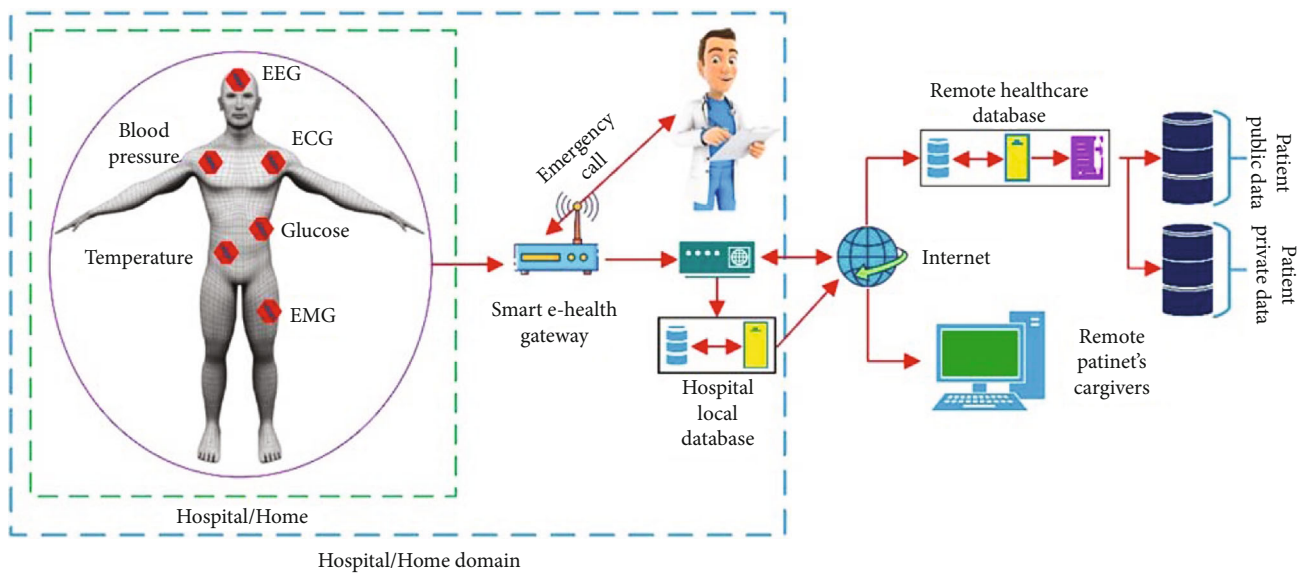 EEG
Blood
pressure
ECG
Glucose
Temperature
EMG
Hospital/Home
Hospital/Home domain
Emergency
call
Smart e-health
gateway
Hospital
local
database
Internet
Remote healthcare
database
Patient
public data
Patient
private data
Remote
patinet's
cargivers